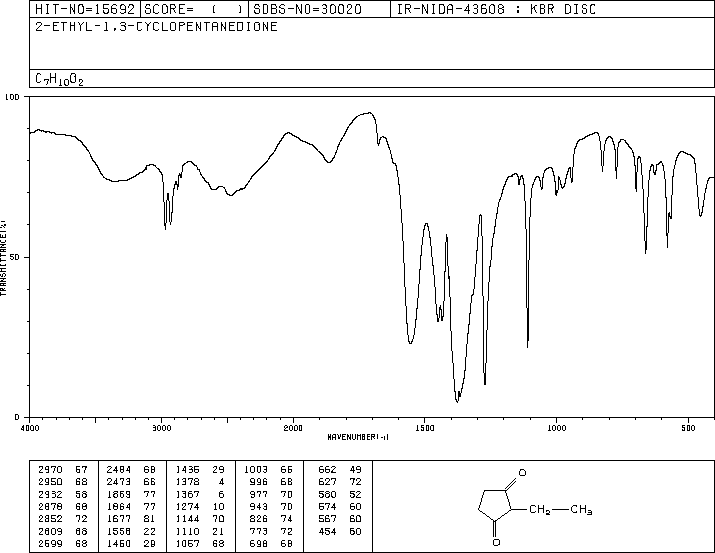 HIT-NO=15692 SCORE= ( ) SDBS-NO=30020 IR-NIDA-43608 : KBR DISC
2-ETHYL-1,3-CYCLOPENTANEDIONE
C7H10O2
100
50
0
TRANSMITTANCE(%)
4000 3000 2000 1500 1000 500
WAVENUMBER(-1)
2970 57 2484 68 1436 29 1003 66 662 49
2950 68 2473 66 1378 4 996 68 627 72
2932 58 1869 77 1367 6 977 70 580 52
2878 68 1864 77 1274 10 943 70 574 60
2852 72 1677 81 1144 70 826 74 567 60
2609 68 1558 22 1110 21 773 72 454 60
2599 68 1450 29 1057 68 698 68
O
CH2 CH3
O